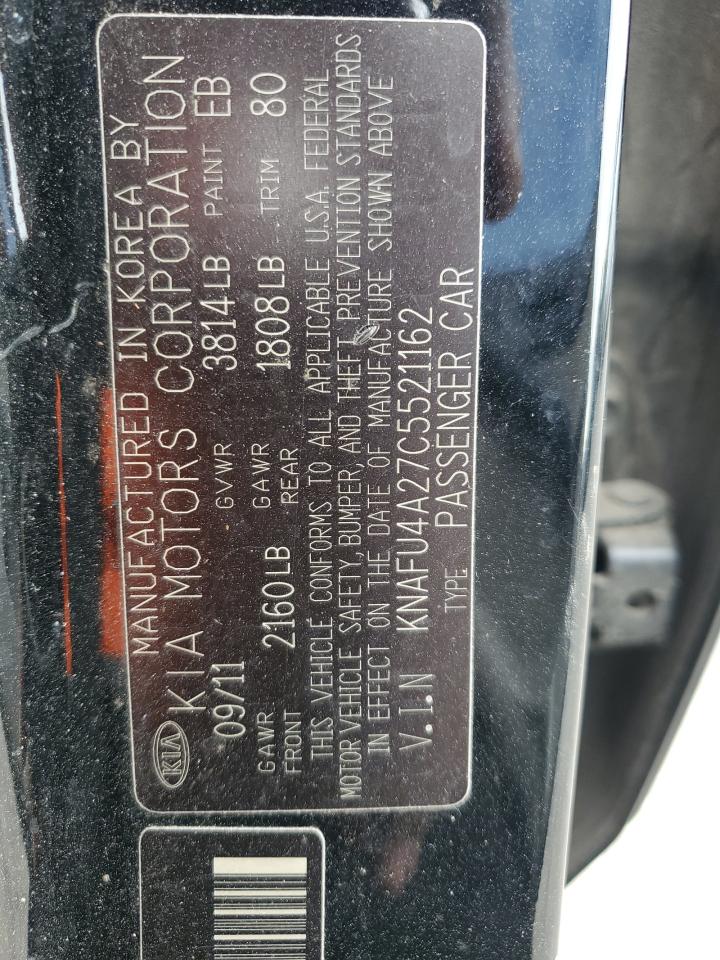 KIA MANUFACTURED IN KOREA BY
KIA MOTORS CORPORATION
09/11 GVWR 3814LB PAINT EB
GAWR FRONT 2160LB GAWR REAR 1808LB TRIM 80
THIS VEHICLE CONFORMS TO ALL APPLICABLE U.S.A. FEDERAL
MOTOR VEHICLE SAFETY, BUMPER, AND THEFT PREVENTION STANDARDS
IN EFFECT ON THE DATE OF MANUFACTURE SHOWN ABOVE
V.I.N KNAFU4A27C5521162
TYPE PASSENGER CAR